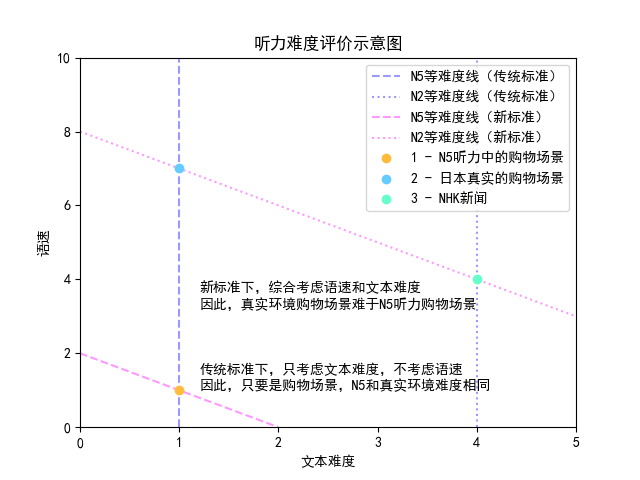 听力难度评价示意图
10
8
6
4
2
0
语速
N5等难度线（传统标准）
N2等难度线（传统标准）
N5等难度线（新标准）
N2等难度线（新标准）
1 - N5听力中的购物场景
2 - 日本真实的购物场景
3 - NHK新闻
新标准下，综合考虑语速和文本难度
因此，真实环境购物场景难于N5听力购物场景
传统标准下，只考虑文本难度，不考虑语速
因此，只要是购物场景，N5和真实环境难度相同
0 1 2 3 4 5
文本难度